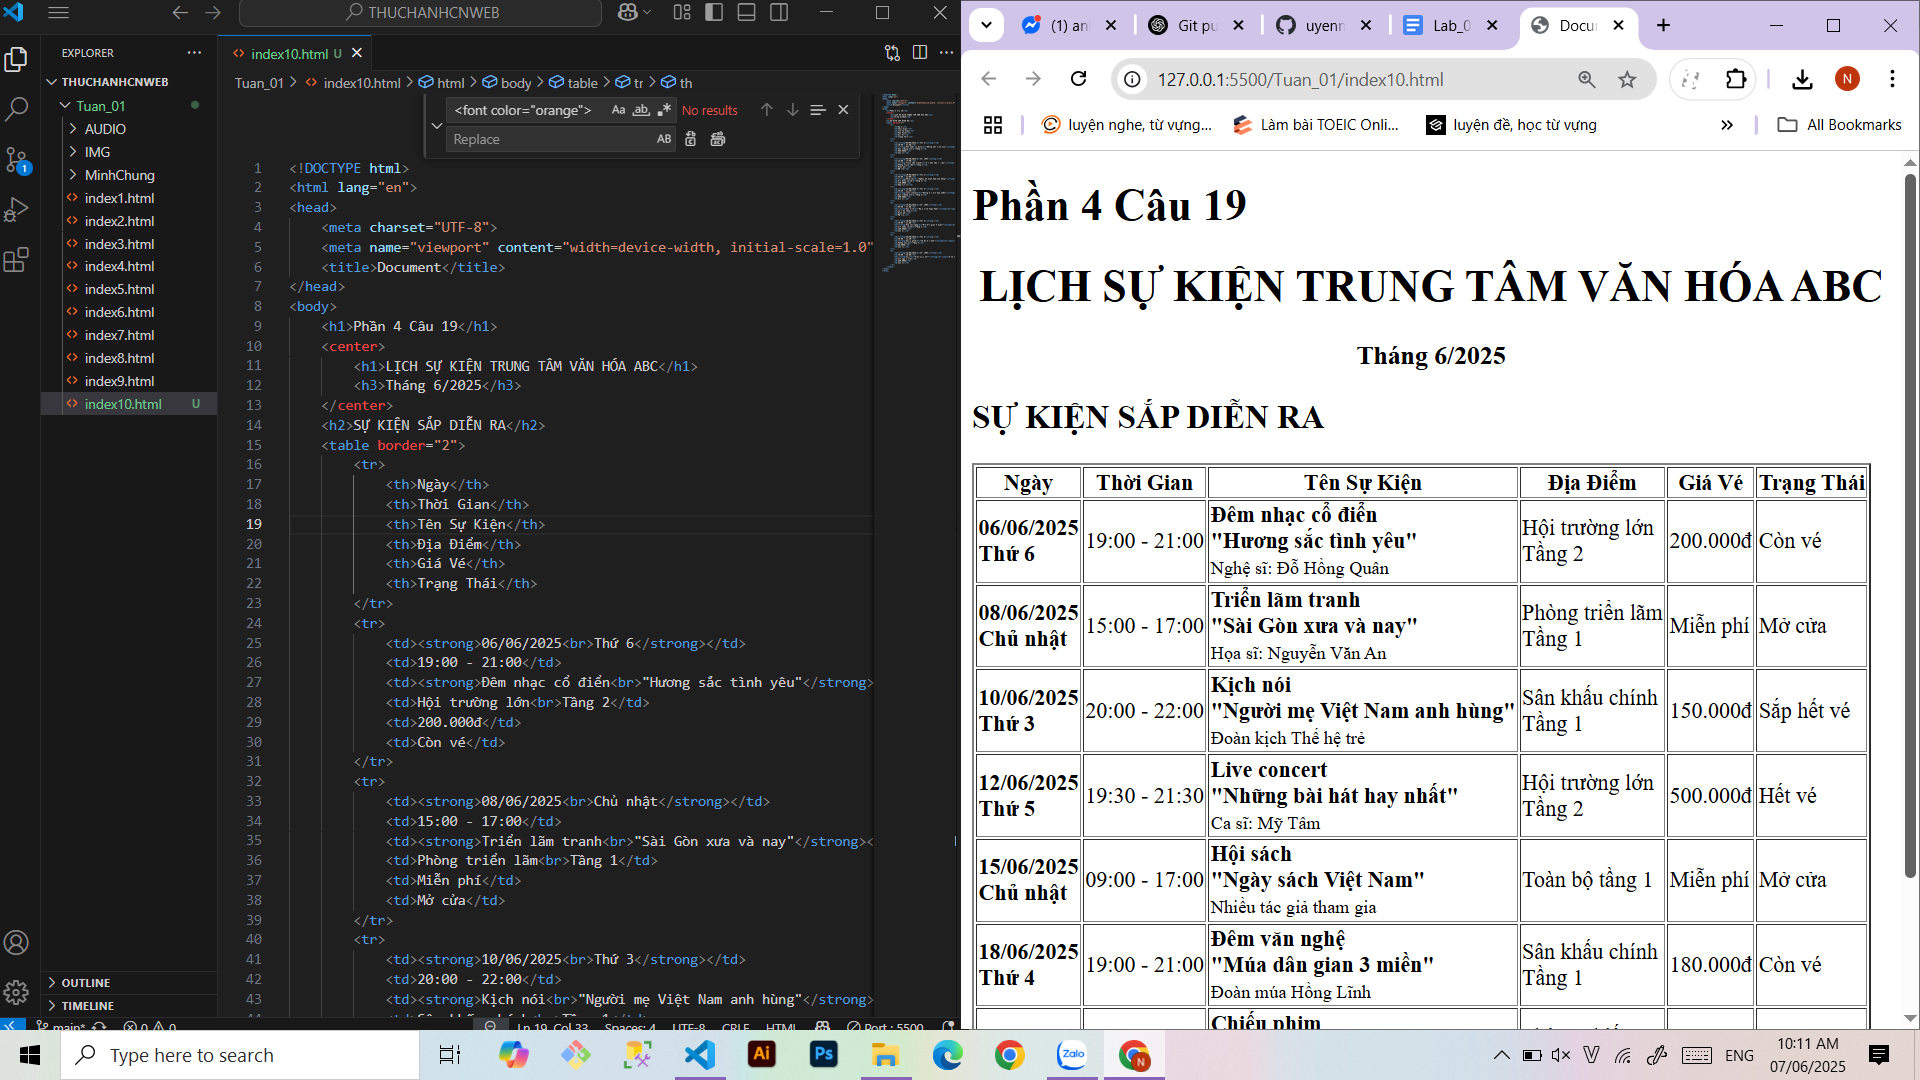 THUCHANHCNWEB
EXPLORER
THUCHANHCNWEB
Tuan_01
AUDIO
IMG
MinhChung
index1.html
index2.html
index3.html
index4.html
index5.html
index6.html
index7.html
index8.html
index9.html
index10.html U
OUTLINE
TIMELINE
index10.html U
Tuan_01 > index10.html > html > body > table > tr > th
<font color="orange"> Aa ab .* No results
Replace AB
1 <!DOCTYPE html>
2 <html lang="en">
3 <head>
4 <meta charset="UTF-8">
5 <meta name="viewport" content="width=device-width, initial-scale=1.0"
6 <title>Document</title>
7 </head>
8 <body>
9 <h1>Phần 4 Câu 19</h1>
10 <center>
11 <h1>LỊCH SỰ KIỆN TRUNG TÂM VĂN HÓA ABC</h1>
12 <h3>Tháng 6/2025</h3>
13 </center>
14 <h2>SỰ KIỆN SẮP DIỄN RA</h2>
15 <table border="2">
16 <tr>
17 <th>Ngày</th>
18 <th>Thời Gian</th>
19 <th>Tên Sự Kiện</th>
20 <th>Địa Điểm</th>
21 <th>Giá Vé</th>
22 <th>Trạng Thái</th>
23 </tr>
24 <tr>
25 <td><strong>06/06/2025<br>Thứ 6</strong></td>
26 <td>19:00 - 21:00</td>
27 <td><strong>Đêm nhạc cổ điển<br>"Hương sắc tình yêu"</strong>
28 <td>Hội trường lớn<br>Tầng 2</td>
29 <td>200.000đ</td>
30 <td>Còn vé</td>
31 </tr>
32 <tr>
33 <td><strong>08/06/2025<br>Chủ nhật</strong></td>
34 <td>15:00 - 17:00</td>
35 <td><strong>Triển lãm tranh<br>"Sài Gòn xưa và nay"</strong><
36 <td>Phòng triển lãm<br>Tầng 1</td>
37 <td>Miễn phí</td>
38 <td>Mở cửa</td>
39 </tr>
40 <tr>
41 <td><strong>10/06/2025<br>Thứ 3</strong></td>
42 <td>20:00 - 22:00</td>
43 <td><strong>Kịch nói<br>"Người mẹ Việt Nam anh hùng"</strong>
main* 0 0 Ln 19, Col 33 Spaces: 4 UTF-8 CRLF HTML Port : 5500
(1) an
Git pu
uyenn
Lab_0
Docu
127.0.0.1:5500/Tuan_01/index10.html
N
luyện nghe, từ vựng...
Làm bài TOEIC Onli...
luyện đề, học từ vựng
All Bookmarks
Phần 4 Câu 19
LỊCH SỰ KIỆN TRUNG TÂM VĂN HÓA ABC
Tháng 6/2025
SỰ KIỆN SẮP DIỄN RA
Ngày Thời Gian Tên Sự Kiện Địa Điểm Giá Vé Trạng Thái
06/06/2025
Thứ 6
19:00 - 21:00
Đêm nhạc cổ điển
"Hương sắc tình yêu"
Nghệ sĩ: Đỗ Hồng Quân
Hội trường lớn
Tầng 2
200.000đ
Còn vé
08/06/2025
Chủ nhật
15:00 - 17:00
Triển lãm tranh
"Sài Gòn xưa và nay"
Họa sĩ: Nguyễn Văn An
Phòng triển lãm
Tầng 1
Miễn phí
Mở cửa
10/06/2025
Thứ 3
20:00 - 22:00
Kịch nói
"Người mẹ Việt Nam anh hùng"
Đoàn kịch Thế hệ trẻ
Sân khấu chính
Tầng 1
150.000đ
Sắp hết vé
12/06/2025
Thứ 5
19:30 - 21:30
Live concert
"Những bài hát hay nhất"
Ca sĩ: Mỹ Tâm
Hội trường lớn
Tầng 2
500.000đ
Hết vé
15/06/2025
Chủ nhật
09:00 - 17:00
Hội sách
"Ngày sách Việt Nam"
Nhiều tác giả tham gia
Toàn bộ tầng 1
Miễn phí
Mở cửa
18/06/2025
Thứ 4
19:00 - 21:00
Đêm văn nghệ
"Múa dân gian 3 miền"
Đoàn múa Hồng Lĩnh
Sân khấu chính
Tầng 1
180.000đ
Còn vé
Chiếu phim
Type here to search
Ai
Ps
Zalo
N
ENG
10:11 AM
07/06/2025